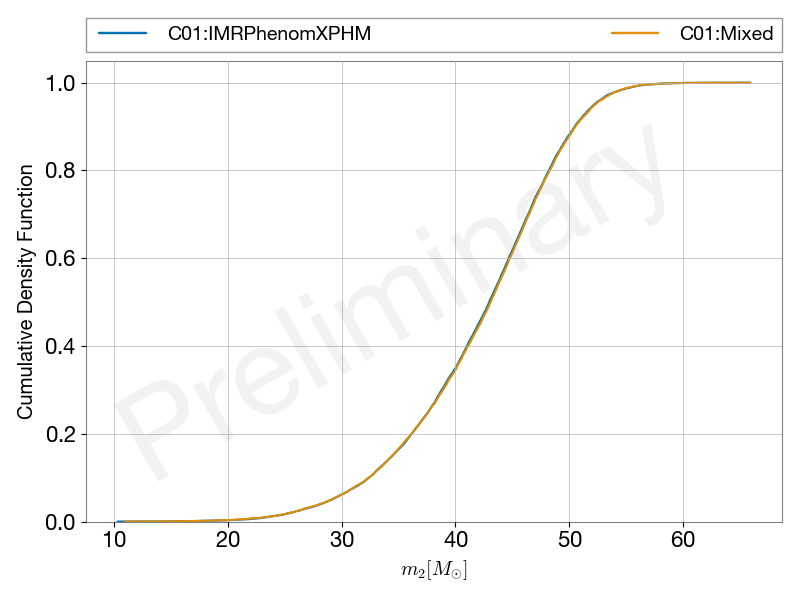 C01:IMRPhenomXPHM C01:Mixed
1.0
0.8
0.6
0.4
0.2
0.0
Cumulative Density Function
Preliminary
10 20 30 40 50 60
m₂[M⊙]